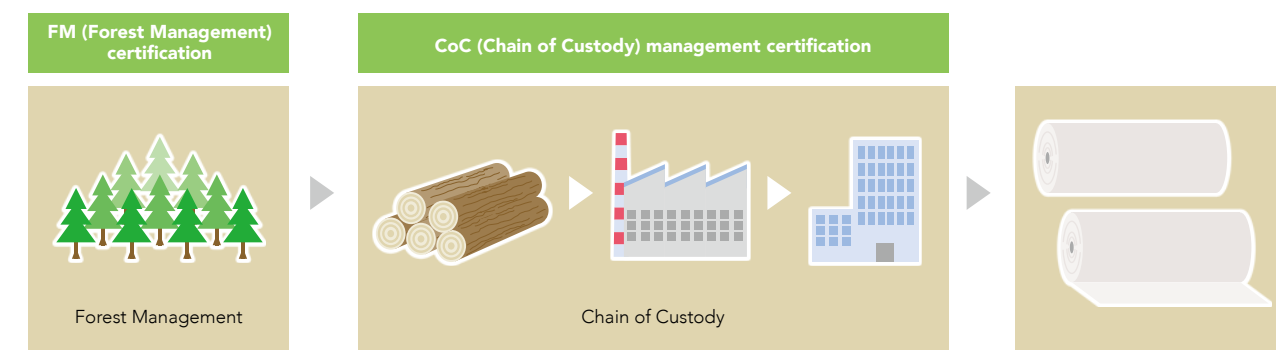 FM (Forest Management)
certification
CoC (Chain of Custody) management certification
Forest Management
Chain of Custody